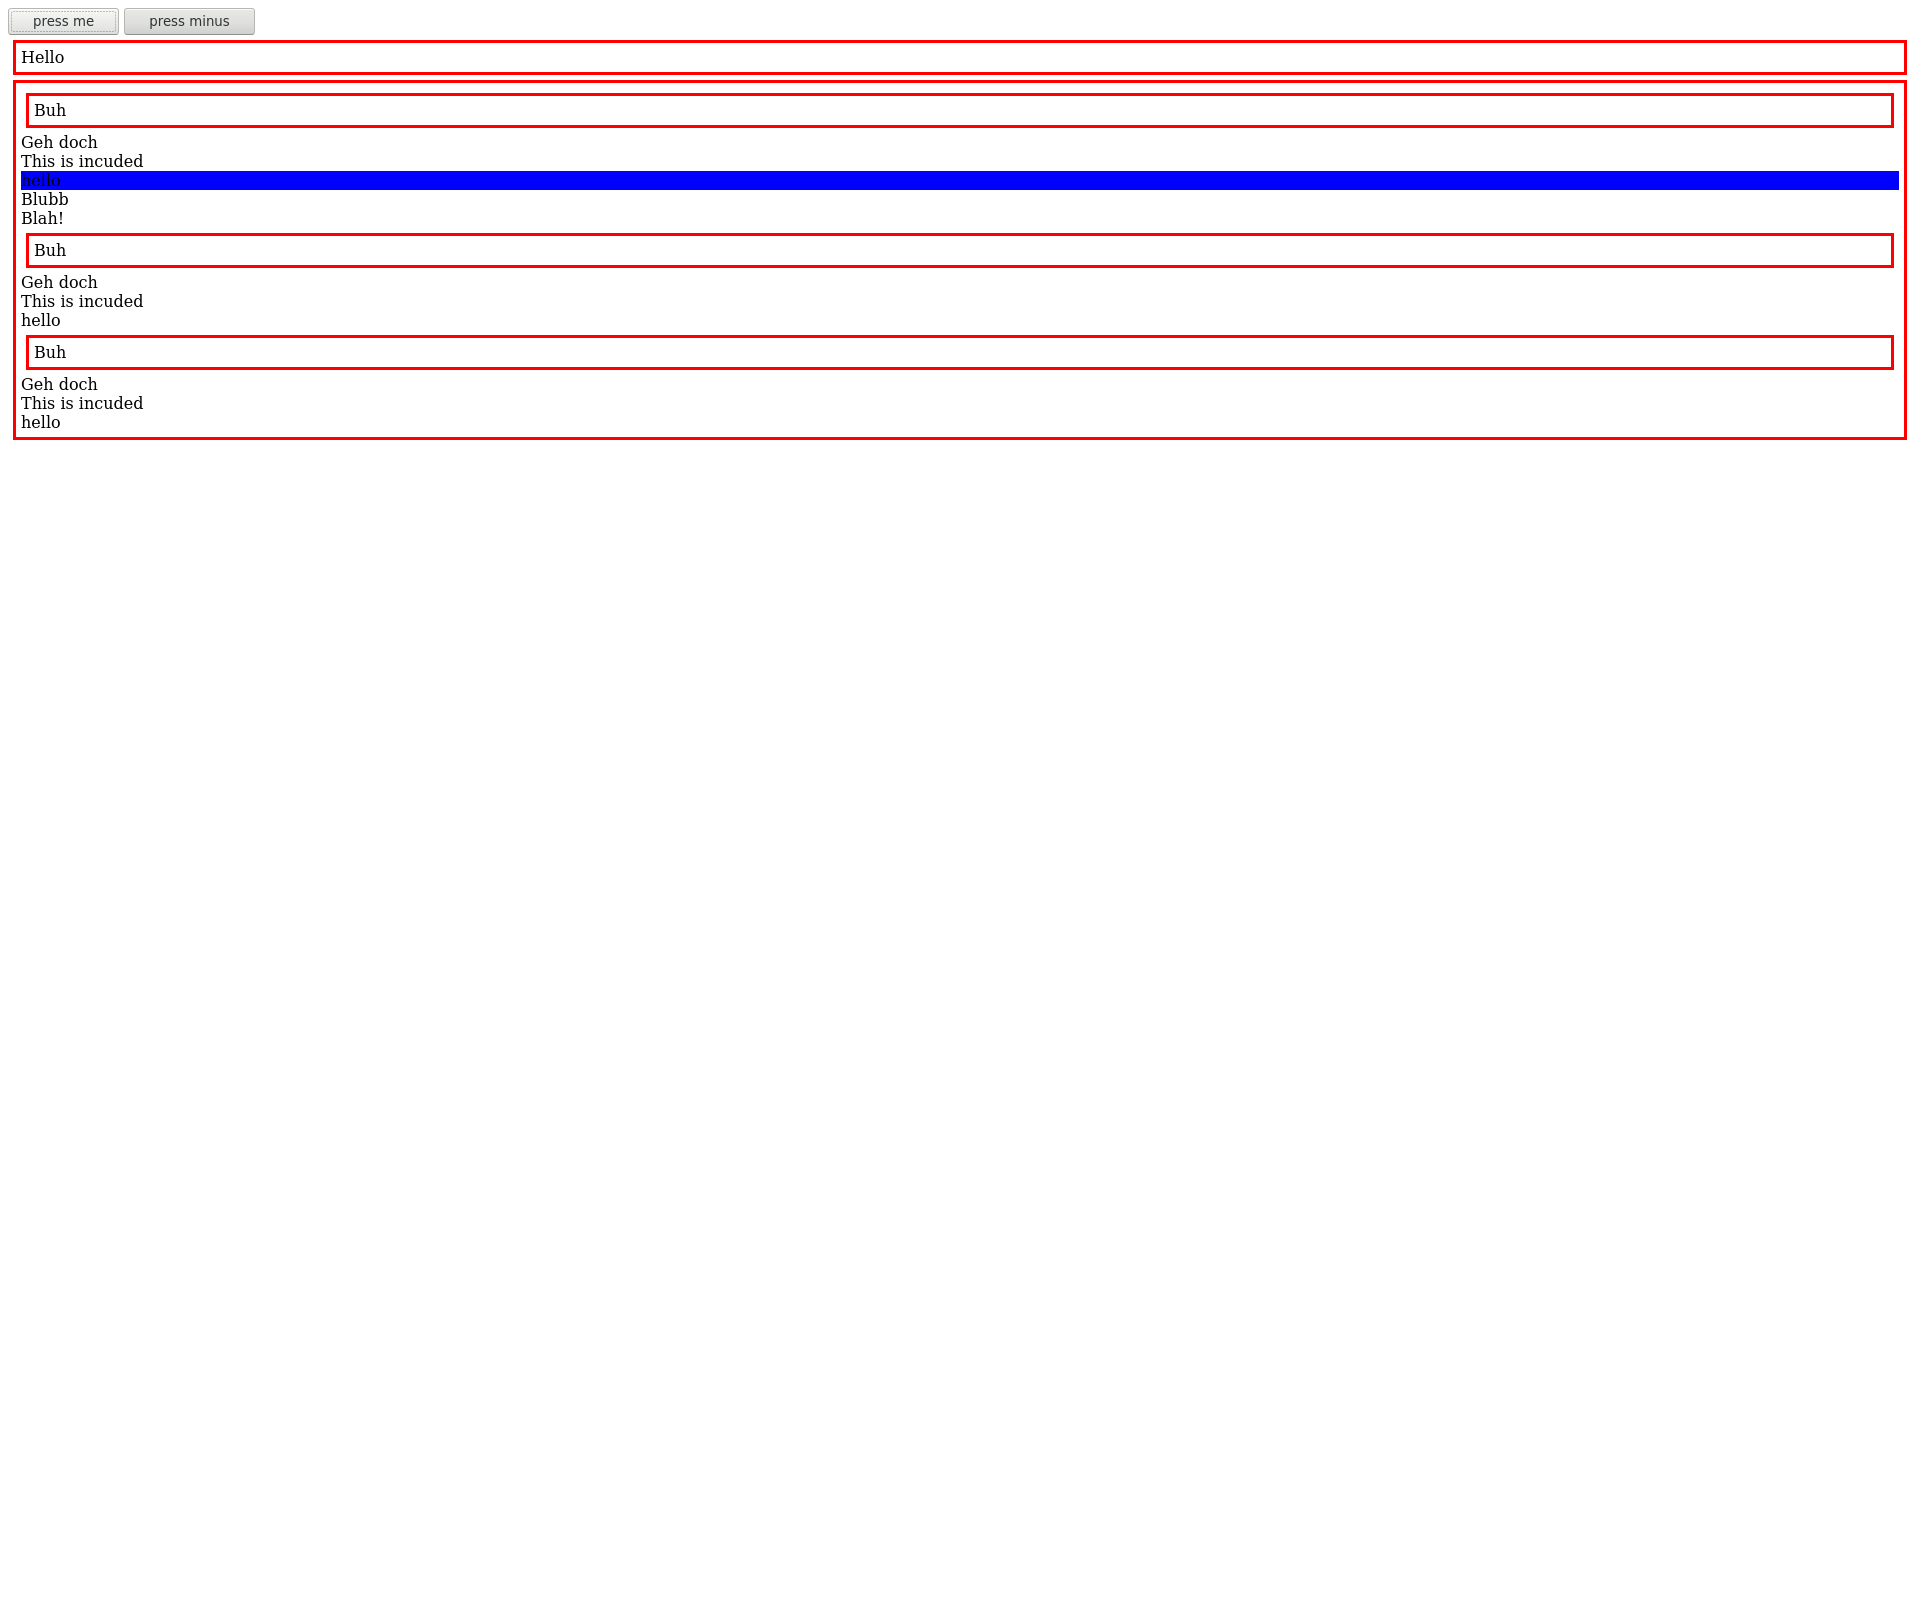 press me press minus
Hello
Buh
Geh doch
This is incuded
hello
Blubb
Blah!
Buh
Geh doch
This is incuded
hello
Buh
Geh doch
This is incuded
hello